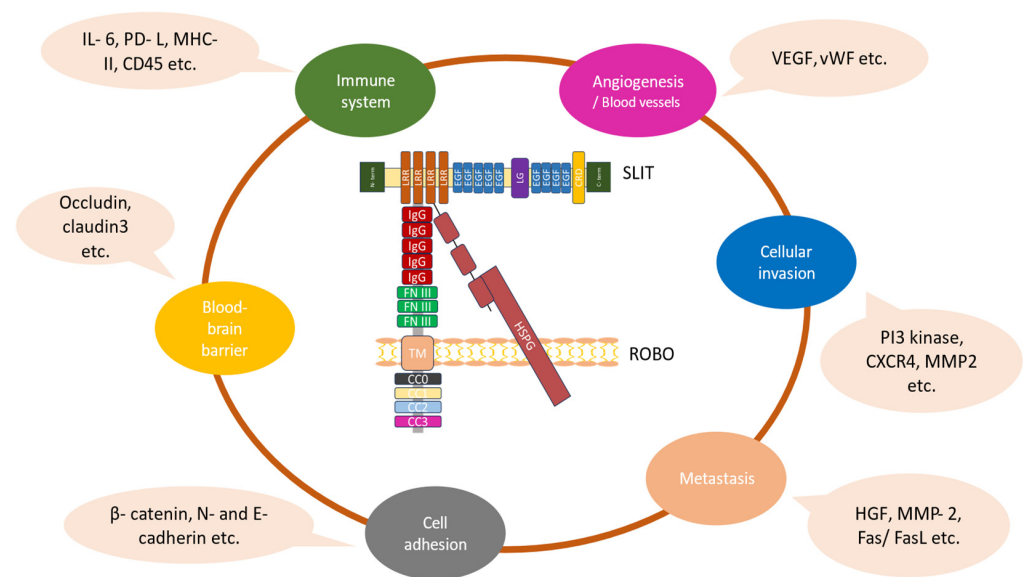 IL- 6, PD- L, MHC-
II, CD45 etc.
Immune
system
Angiogenesis
/ Blood vessels
VEGF, vWF etc.
N- term
LRR
LRR
LRR
LRR
EGF
EGF
EGF
EGF
EGF
LG
EGF
EGF
EGF
EGF
CRD
C- term
SLIT
Occludin,
claudin3
etc.
IgG
IgG
IgG
IgG
IgG
FN III
FN III
FN III
HSPG
Cellular
invasion
Blood-
brain
barrier
TM
ROBO
PI3 kinase,
CXCR4, MMP2
etc.
CC0
CC1
CC2
CC3
Metastasis
β- catenin, N- and E-
cadherin etc.
Cell
adhesion
HGF, MMP- 2,
Fas/ FasL etc.